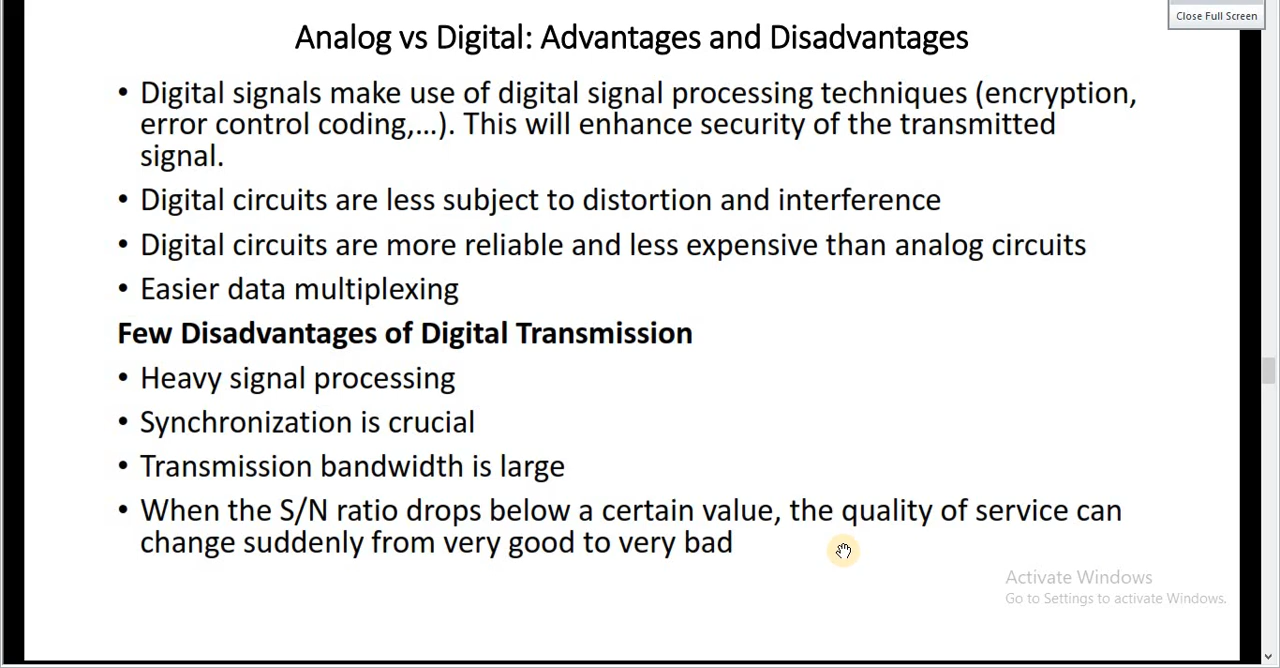 Close Full Screen
Analog vs Digital: Advantages and Disadvantages
• Digital signals make use of digital signal processing techniques (encryption,
error control coding,...). This will enhance security of the transmitted
signal.
• Digital circuits are less subject to distortion and interference
• Digital circuits are more reliable and less expensive than analog circuits
• Easier data multiplexing
Few Disadvantages of Digital Transmission
• Heavy signal processing
• Synchronization is crucial
• Transmission bandwidth is large
• When the S/N ratio drops below a certain value, the quality of service can
change suddenly from very good to very bad
Activate Windows
Go to Settings to activate Windows.